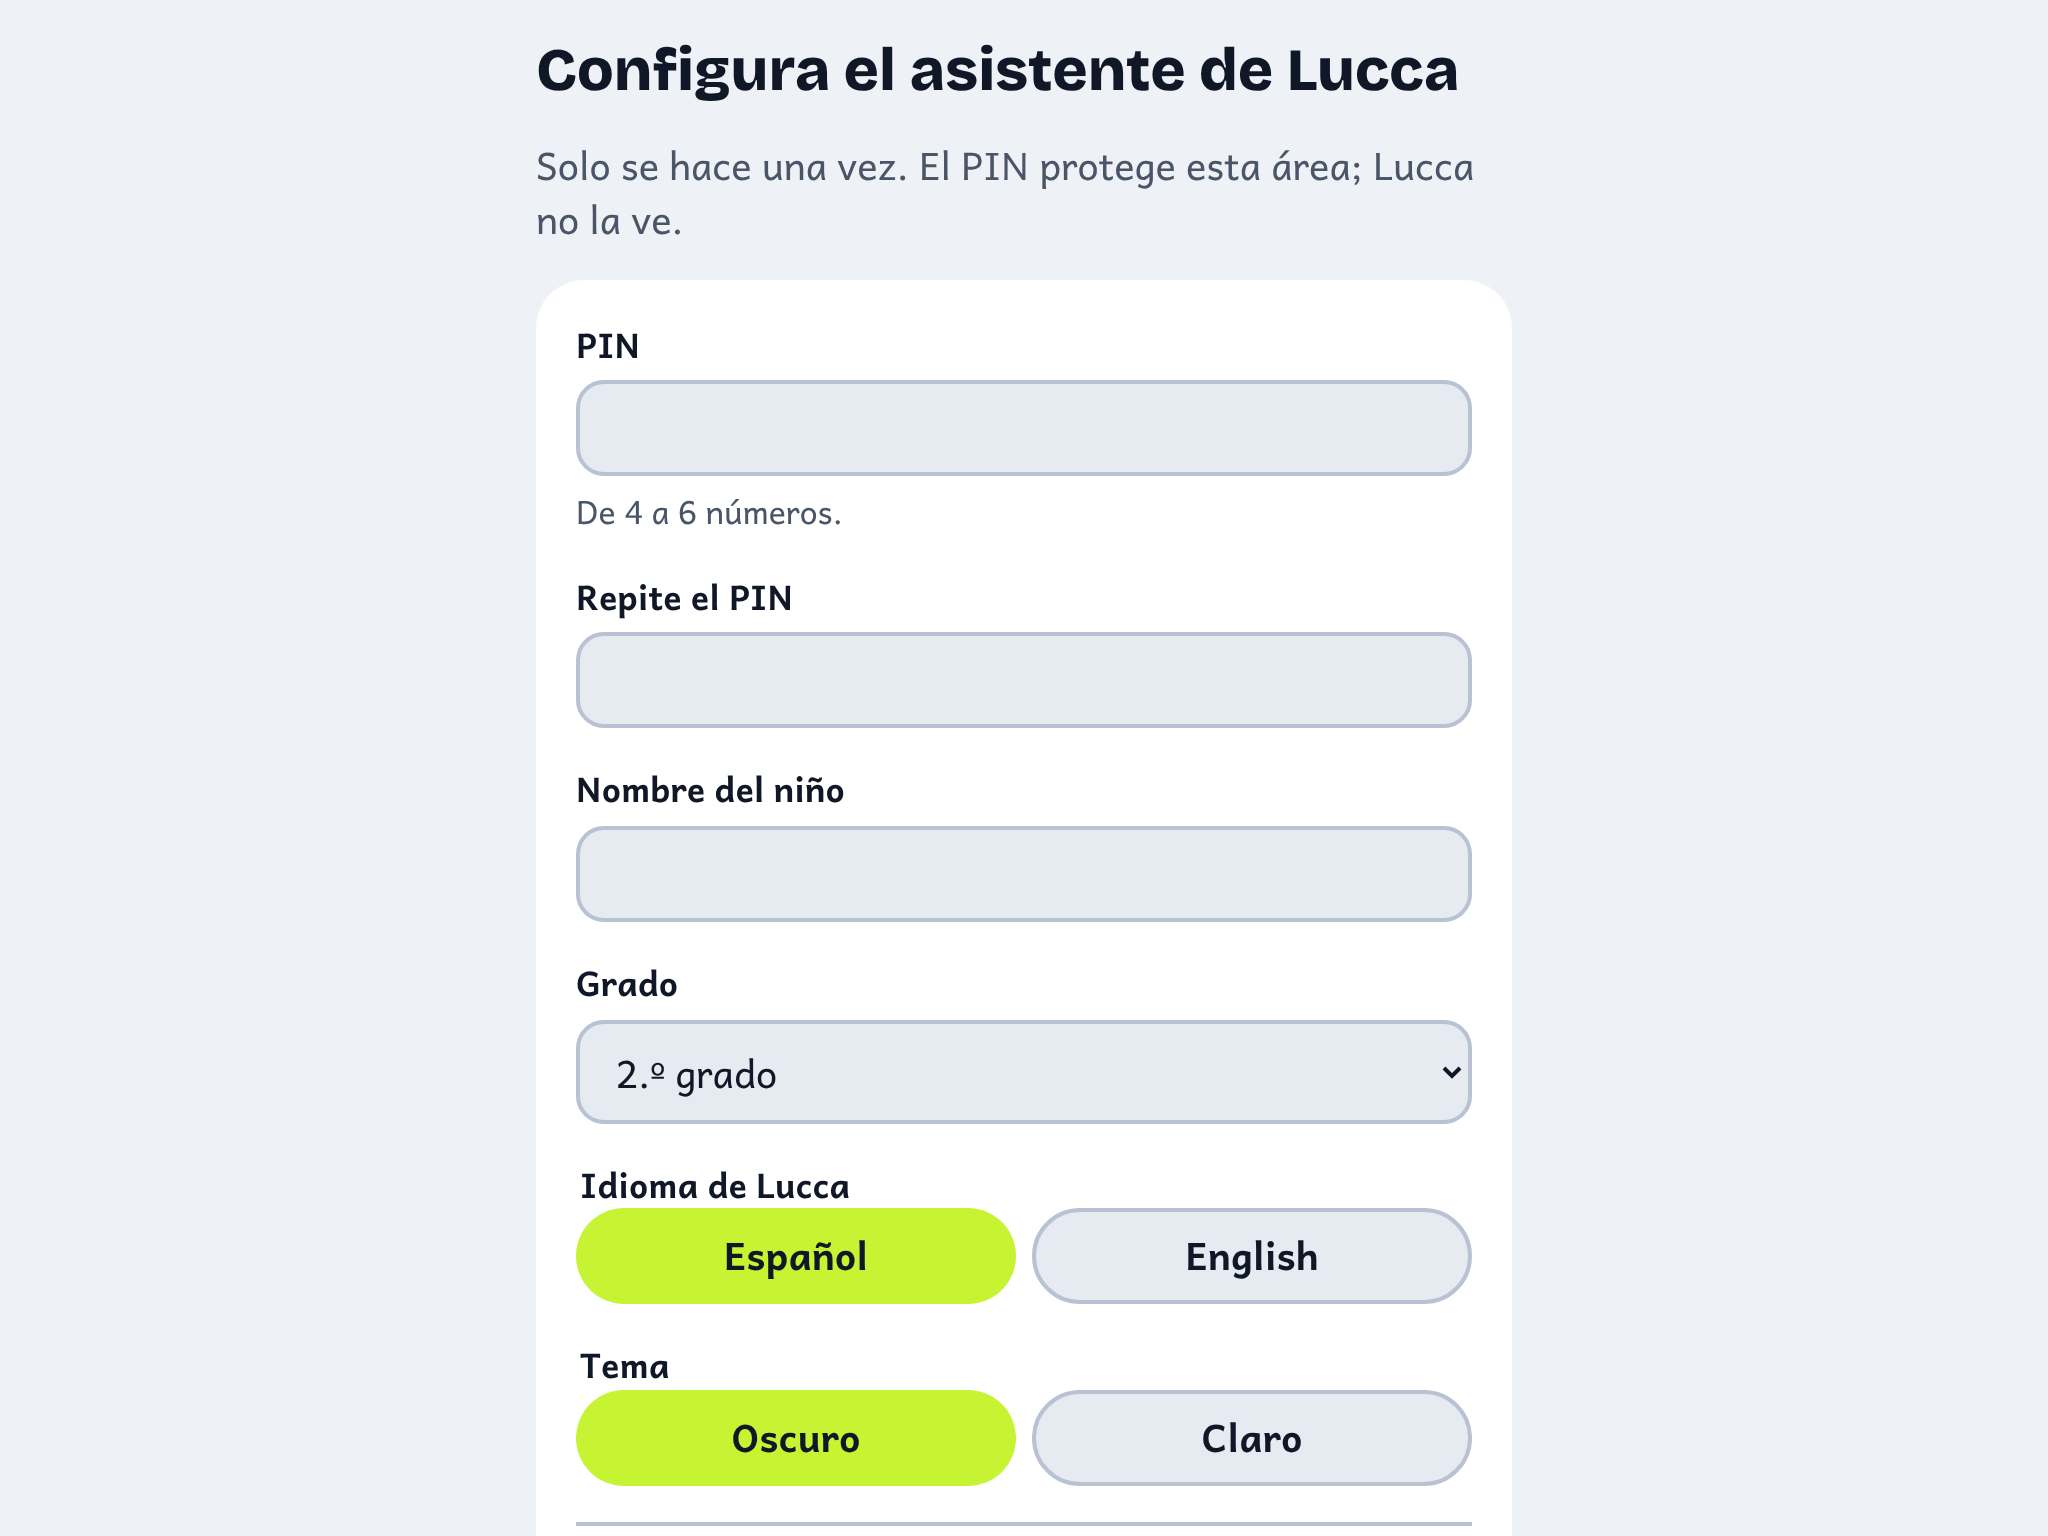 Configura el asistente de Lucca
Solo se hace una vez. El PIN protege esta área; Lucca
no la ve.
PIN
De 4 a 6 números.
Repite el PIN
Nombre del niño
Grado
2.º grado
Idioma de Lucca
Español
English
Tema
Oscuro
Claro